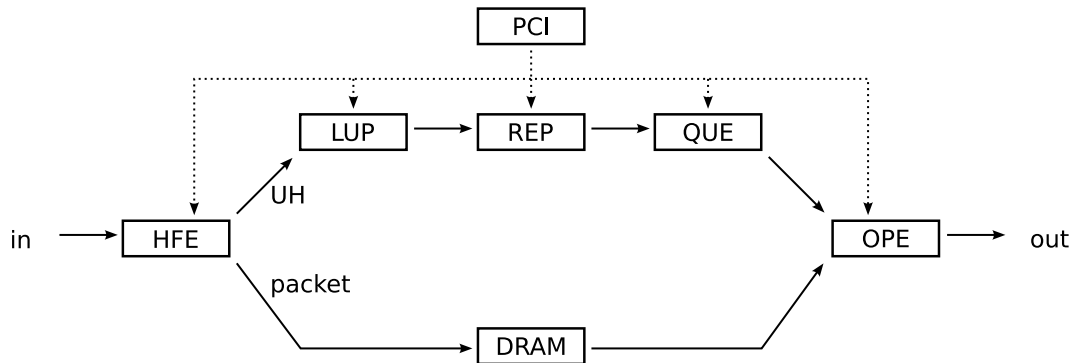 PCI
LUP
REP
QUE
UH
in
HFE
OPE
out
packet
DRAM